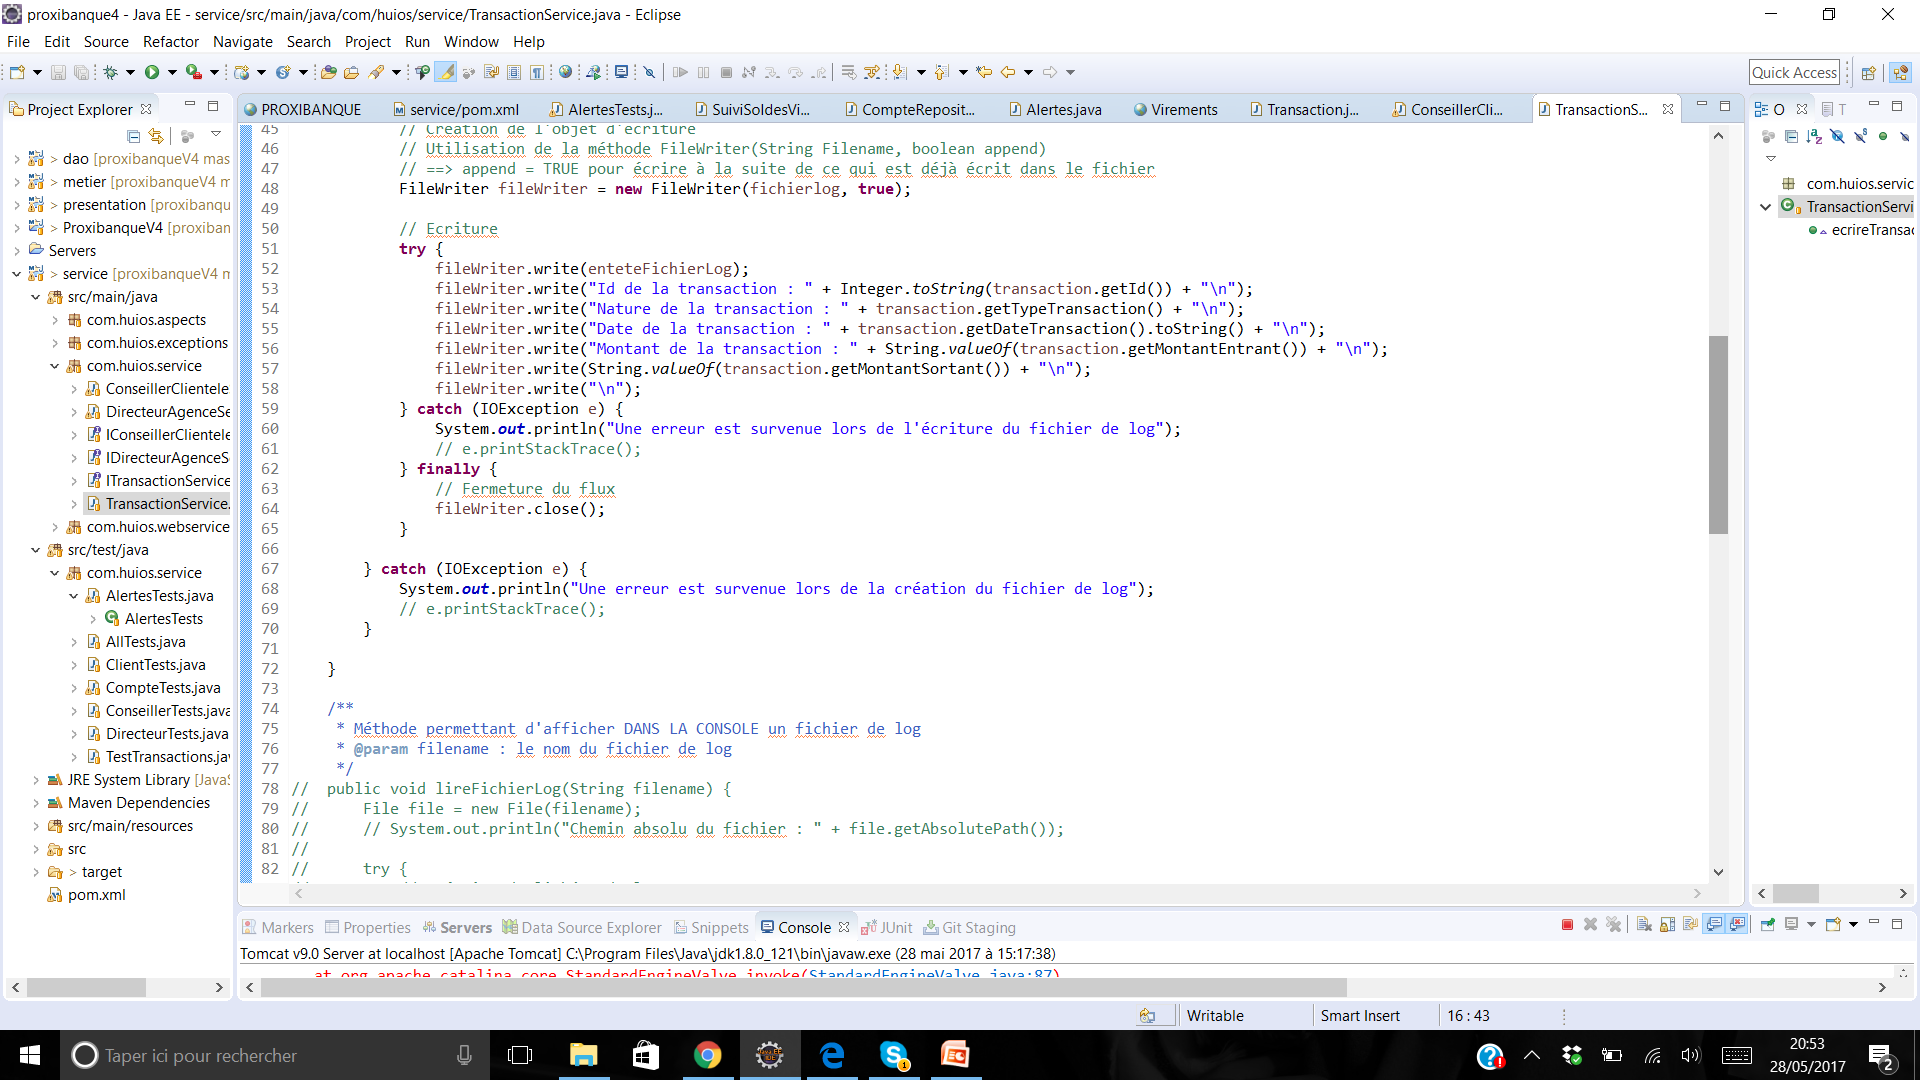 proxibanque4 - Java EE - service/src/main/java/com/huios/service/TransactionService.java - Eclipse
File Edit Source Refactor Navigate Search Project Run Window Help
Quick Access
Project Explorer
PROXIBANQUE service/pom.xml AlertesTests.j... SuiviSoldesVi... CompteReposit... Alertes.java Virements Transaction.j... ConseillerCli... TransactionS...
O T
> dao [proxibanqueV4 mas
> metier [proxibanqueV4 m
> presentation [proxibanqu
> ProxibanqueV4 [proxiban
Servers
> service [proxibanqueV4 m
src/main/java
com.huios.aspects
com.huios.exceptions
com.huios.service
ConseillerClientele
DirecteurAgenceSe
IConseillerClientele
IDirecteurAgenceS
ITransactionService
TransactionService.
com.huios.webservice
src/test/java
com.huios.service
AlertesTests.java
AlertesTests
AllTests.java
ClientTests.java
CompteTests.java
ConseillerTests.java
DirecteurTests.java
TestTransactions.jav
JRE System Library [JavaS
Maven Dependencies
src/main/resources
src
> target
pom.xml
45 // Création de l'objet d'écriture
46 // Utilisation de la méthode FileWriter(String Filename, boolean append)
47 // ==> append = TRUE pour écrire à la suite de ce qui est déjà écrit dans le fichier
48 FileWriter fileWriter = new FileWriter(fichierlog, true);
49
50 // Ecriture
51 try {
52 fileWriter.write(enteteFichierLog);
53 fileWriter.write("Id de la transaction : " + Integer.toString(transaction.getId()) + "\n");
54 fileWriter.write("Nature de la transaction : " + transaction.getTypeTransaction() + "\n");
55 fileWriter.write("Date de la transaction : " + transaction.getDateTransaction().toString() + "\n");
56 fileWriter.write("Montant de la transaction : " + String.valueOf(transaction.getMontantEntrant()) + "\n");
57 fileWriter.write(String.valueOf(transaction.getMontantSortant()) + "\n");
58 fileWriter.write("\n");
59 } catch (IOException e) {
60 System.out.println("Une erreur est survenue lors de l'écriture du fichier de log");
61 // e.printStackTrace();
62 } finally {
63 // Fermeture du flux
64 fileWriter.close();
65 }
66
67 } catch (IOException e) {
68 System.out.println("Une erreur est survenue lors de la création du fichier de log");
69 // e.printStackTrace();
70 }
71
72 }
73
74 /**
75 * Méthode permettant d'afficher DANS LA CONSOLE un fichier de log
76 * @param filename : le nom du fichier de log
77 */
78 // public void lireFichierLog(String filename) {
79 // File file = new File(filename);
80 // // System.out.println("Chemin absolu du fichier : " + file.getAbsolutePath());
81 //
82 // try {
com.huios.servic
TransactionServi
ecrireTransac
Markers Properties Servers Data Source Explorer Snippets Console JUnit Git Staging
Tomcat v9.0 Server at localhost [Apache Tomcat] C:\Program Files\Java\jdk1.8.0_121\bin\javaw.exe (28 mai 2017 à 15:17:38)
at org.apache.catalina.core.StandardEngineValve.invoke(StandardEngineValve.java:87)
Writable Smart Insert 16 : 43
Taper ici pour rechercher
20:53
28/05/2017
2